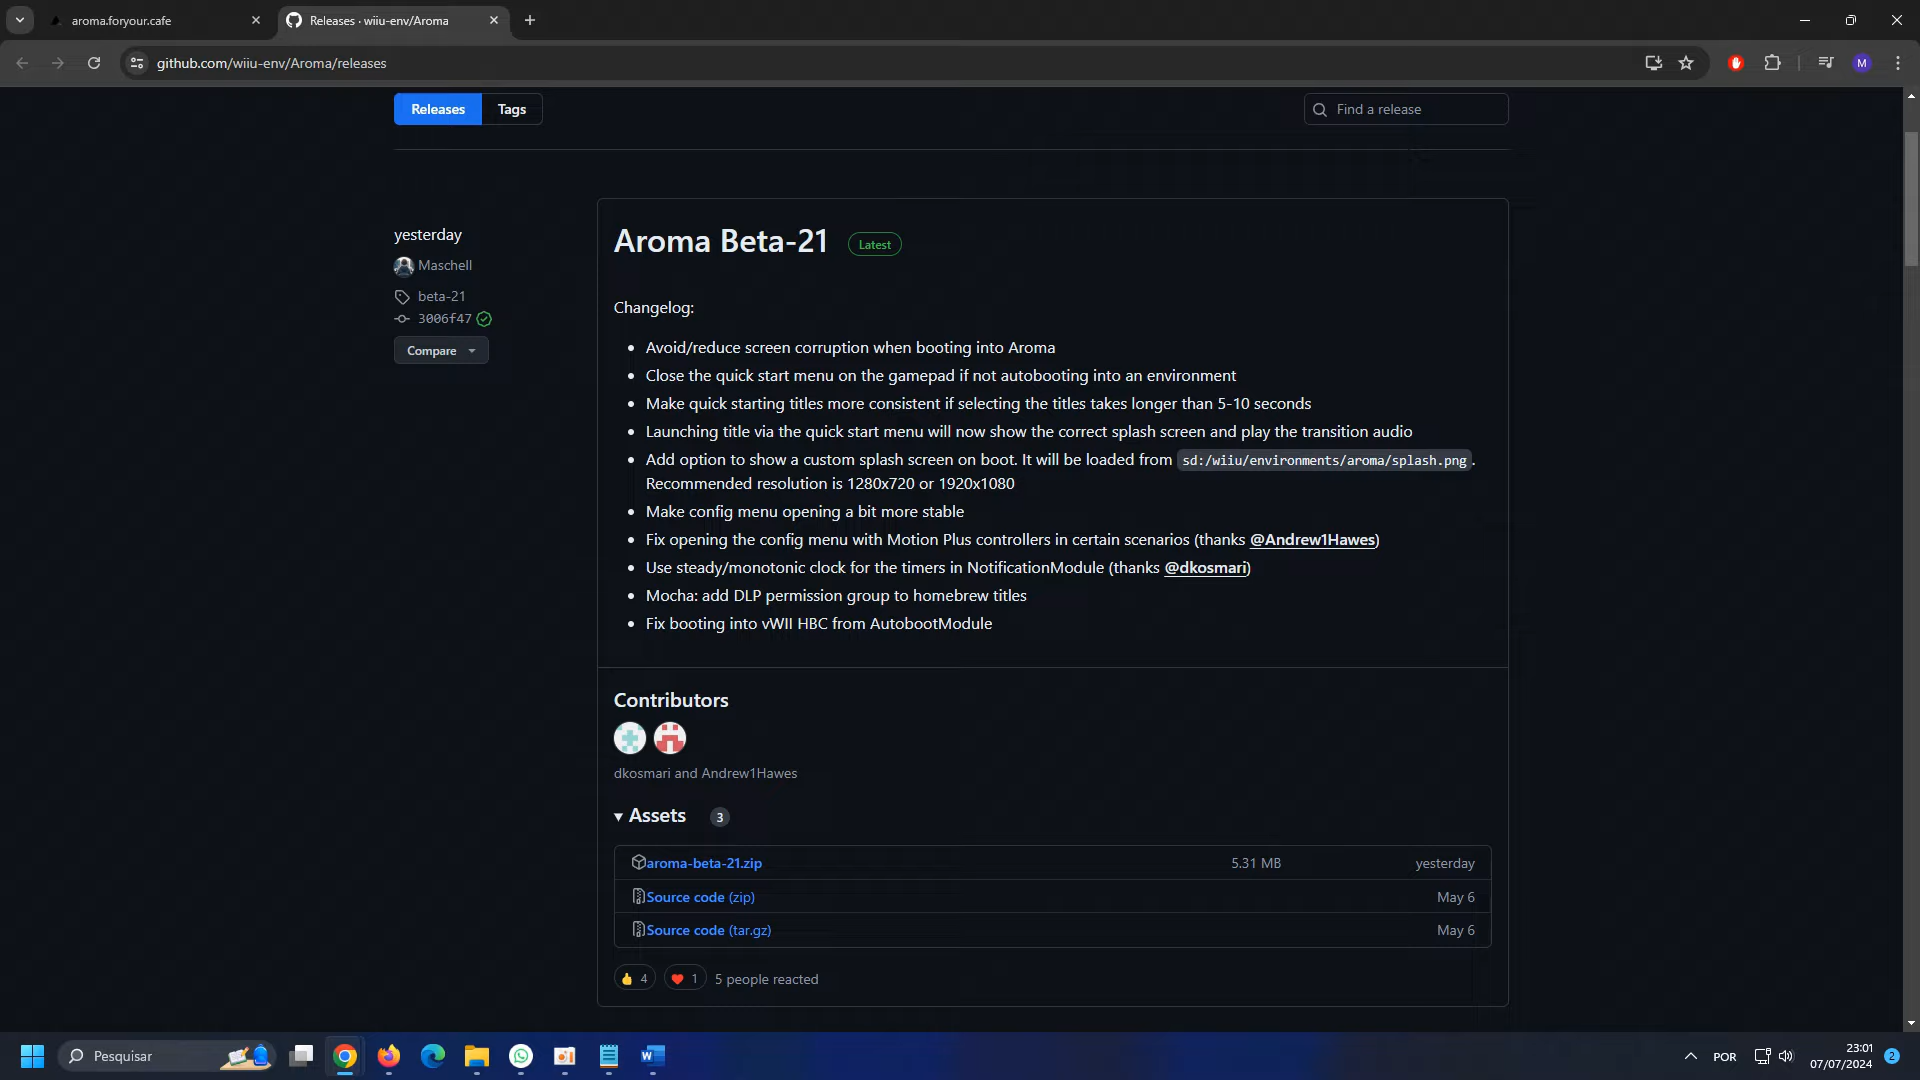 aroma.foryour.cafe
Releases · wiiu-env/Aroma
github.com/wiiu-env/Aroma/releases
M
Releases
Tags
Find a release
yesterday
Maschell
beta-21
3006f47
Compare
Aroma Beta-21
Latest
Changelog:
Avoid/reduce screen corruption when booting into Aroma
Close the quick start menu on the gamepad if not autobooting into an environment
Make quick starting titles more consistent if selecting the titles takes longer than 5-10 seconds
Launching title via the quick start menu will now show the correct splash screen and play the transition audio
Add option to show a custom splash screen on boot. It will be loaded from sd:/wiiu/environments/aroma/splash.png.
Recommended resolution is 1280x720 or 1920x1080
Make config menu opening a bit more stable
Fix opening the config menu with Motion Plus controllers in certain scenarios (thanks @Andrew1Hawes)
Use steady/monotonic clock for the timers in NotificationModule (thanks @dkosmari)
Mocha: add DLP permission group to homebrew titles
Fix booting into vWII HBC from AutobootModule
Contributors
dkosmari and Andrew1Hawes
Assets 3
aroma-beta-21.zip 5.31 MB yesterday
Source code (zip) May 6
Source code (tar.gz) May 6
4 1 5 people reacted
Pesquisar
W
POR
23:01
07/07/2024
2